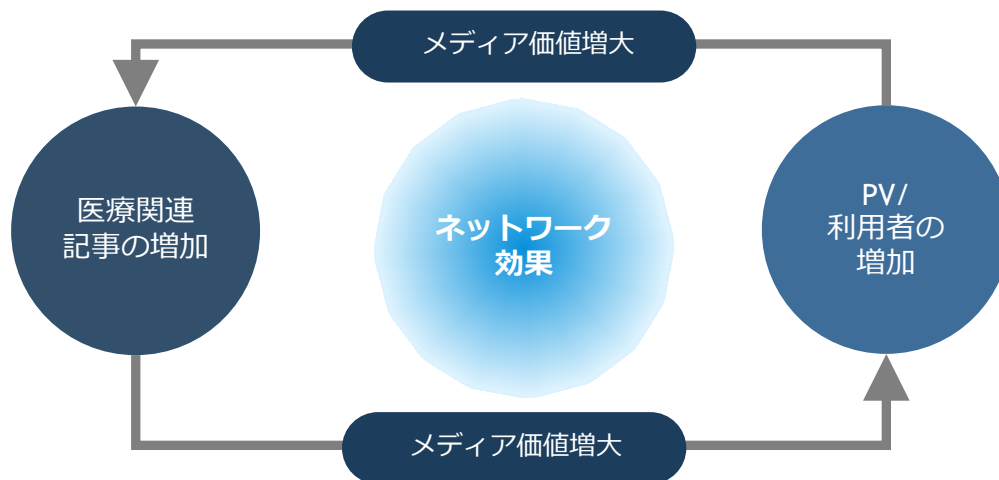 メディア価値増大
医療関連
記事の増加
ネットワーク
効果
PV/
利用者の
増加
メディア価値増大